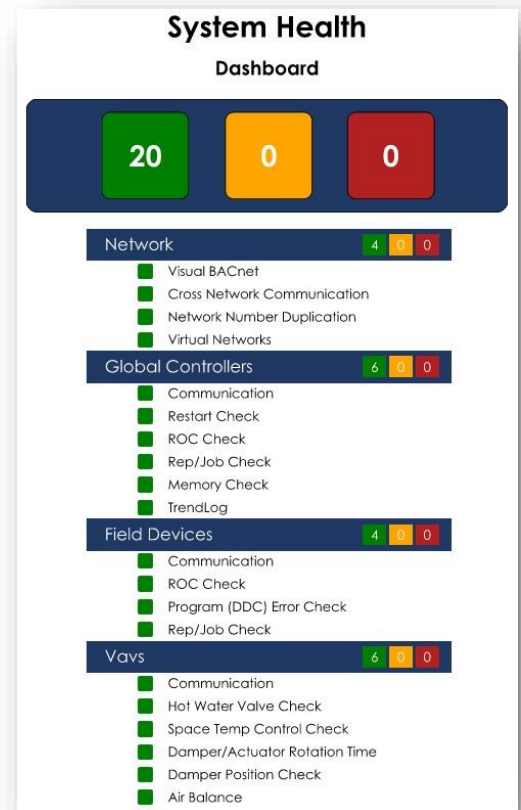 System Health
Dashboard
20 0 0
Network 4 0 0
Visual BACnet
Cross Network Communication
Network Number Duplication
Virtual Networks
Global Controllers 6 0 0
Communication
Restart Check
ROC Check
Rep/Job Check
Memory Check
TrendLog
Field Devices 4 0 0
Communication
ROC Check
Program (DDC) Error Check
Rep/Job Check
Vavs 6 0 0
Communication
Hot Water Valve Check
Space Temp Control Check
Damper/Actuator Rotation Time
Damper Position Check
Air Balance